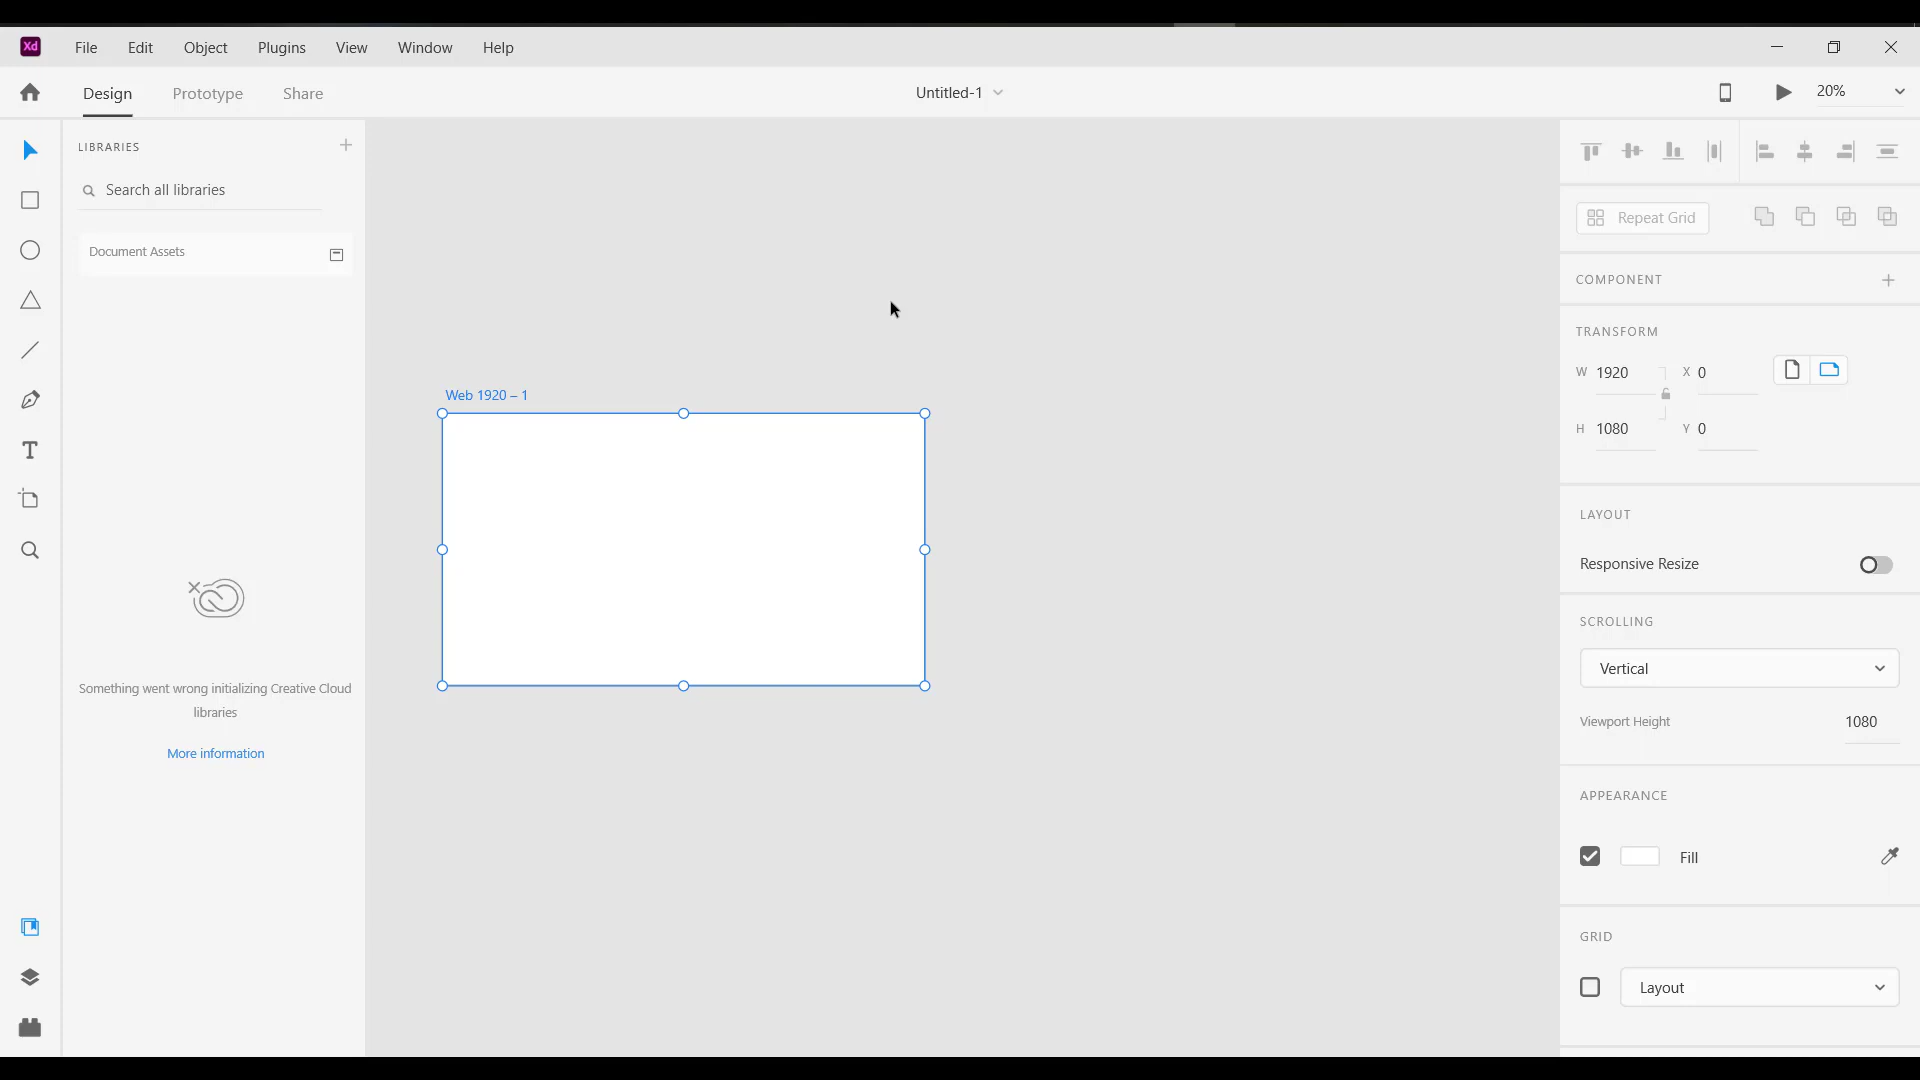 Xd File Edit Object Plugins View Window Help
Design Prototype Share Untitled-1 20%
LIBRARIES
Search all libraries
Document Assets
Something went wrong initializing Creative Cloud
libraries
More information
Web 1920 – 1
Repeat Grid
COMPONENT
TRANSFORM
W 1920 X 0
H 1080 Y 0
LAYOUT
Responsive Resize
SCROLLING
Vertical
Viewport Height 1080
APPEARANCE
Fill
GRID
Layout